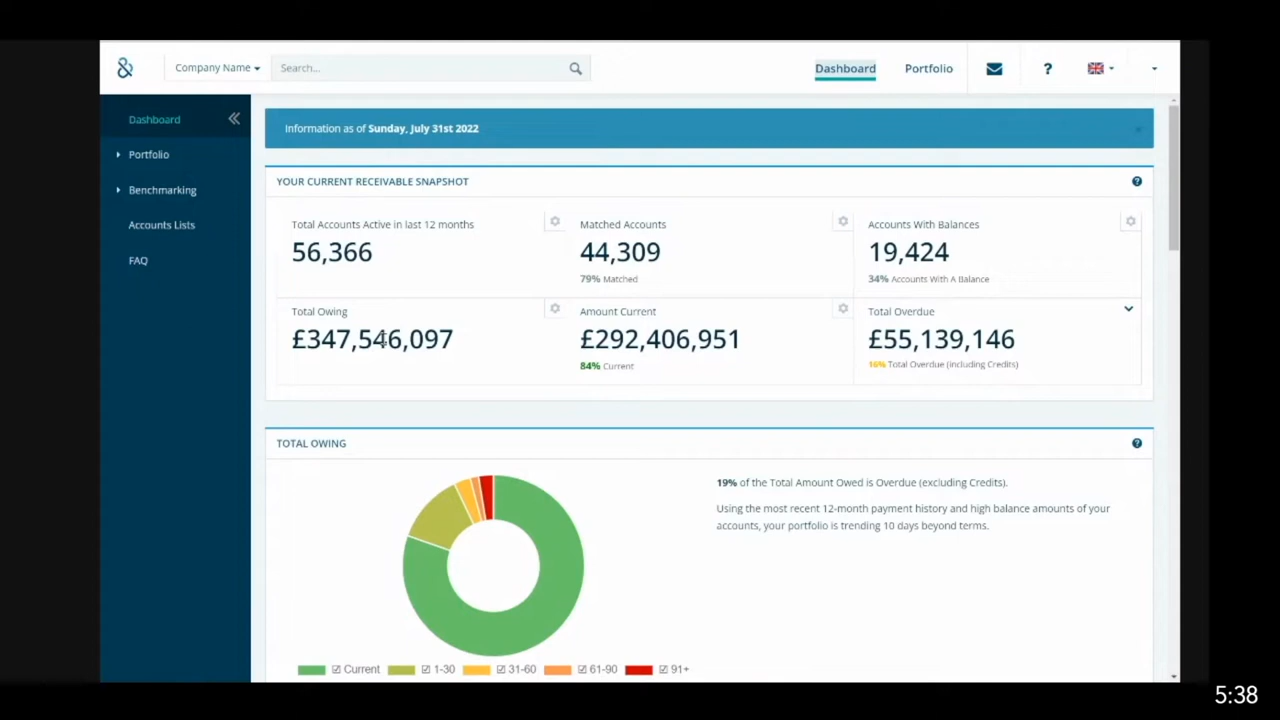 &
Company Name
Search...
Dashboard
Portfolio
?
Dashboard
Portfolio
Benchmarking
Accounts Lists
FAQ
Information as of Sunday, July 31st 2022
YOUR CURRENT RECEIVABLE SNAPSHOT
Total Accounts Active in last 12 months
56,366
Matched Accounts
44,309
79% Matched
Accounts With Balances
19,424
34% Accounts With A Balance
Total Owing
£347,546,097
Amount Current
£292,406,951
84% Current
Total Overdue
£55,139,146
16% Total Overdue (Including Credits)
TOTAL OWING
19% of the Total Amount Owed is Overdue (excluding Credits).
Using the most recent 12-month payment history and high balance amounts of your
accounts, your portfolio is trending 10 days beyond terms.
Current
1-30
31-60
61-90
91+
5:38